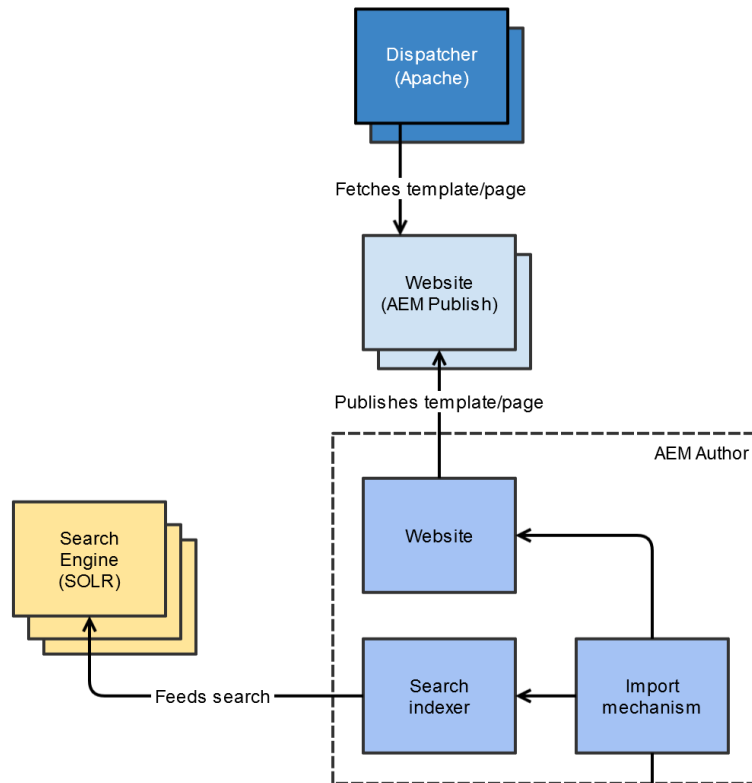 Dispatcher
(Apache)
Fetches template/page
Website
(AEM Publish)
Publishes template/page
AEM Author
Website
Search
Engine
(SOLR)
Feeds search
Search
indexer
Import
mechanism